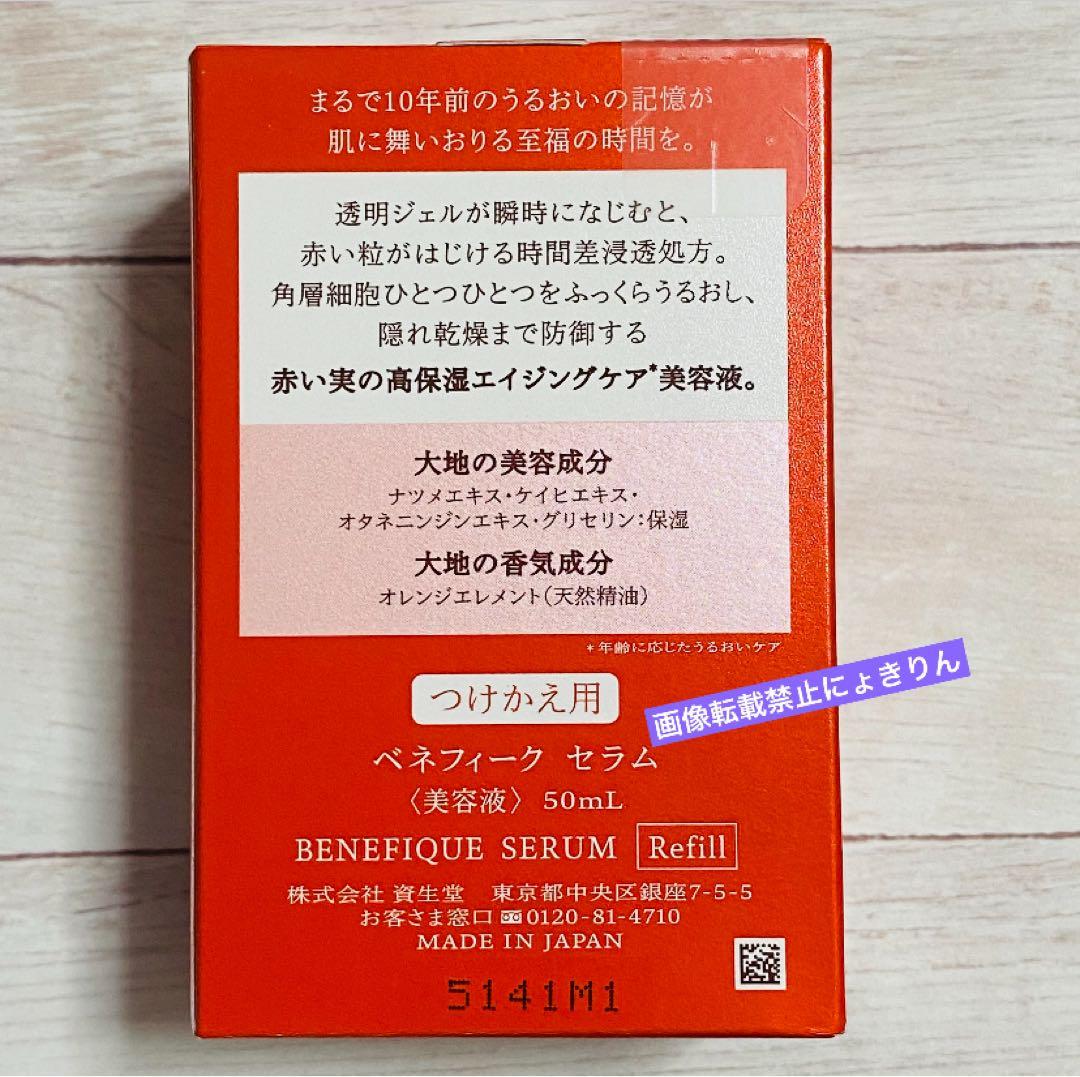 まるで10年前のうるおいの記憶が
肌に舞いおりる至福の時間を。
透明ジェルが瞬時になじむと、
赤い粒がはじける時間差浸透処方。
角層細胞ひとつひとつをふっくらうるおし、
隠れ乾燥まで防御する
赤い実の高保湿エイジングケア*美容液。
大地の美容成分
ナツメエキス・ケイヒエキス・
オタネニンジンエキス・グリセリン：保湿
大地の香気成分
オレンジエレメント（天然精油）
*年齢に応じたうるおいケア
つけかえ用
画像転載禁止にょきりん
ベネフィーク セラム
〈美容液〉 50mL
BENEFIQUE SERUM Refill
株式会社 資生堂 東京都中央区銀座7-5-5
お客さま窓口 0120-81-4710
MADE IN JAPAN
5141M1